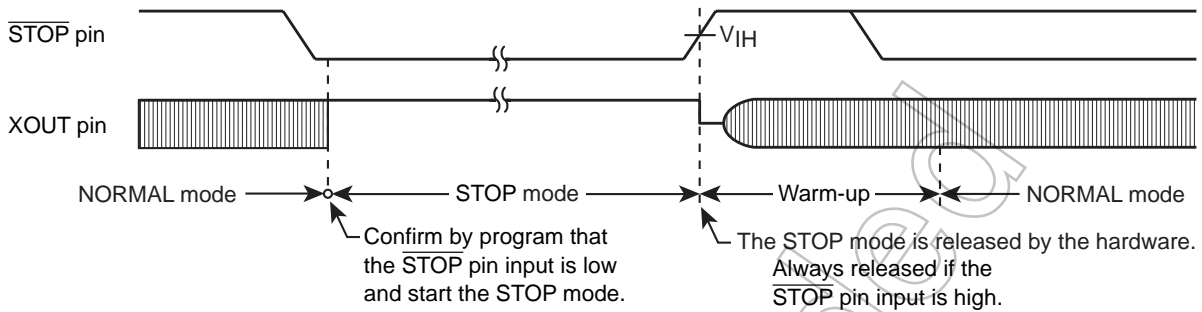 STOP pin
VIH
XOUT pin
NORMAL mode
STOP mode
Warm-up
NORMAL mode
Confirm by program that
the STOP pin input is low
and start the STOP mode.
The STOP mode is released by the hardware.
Always released if the
STOP pin input is high.